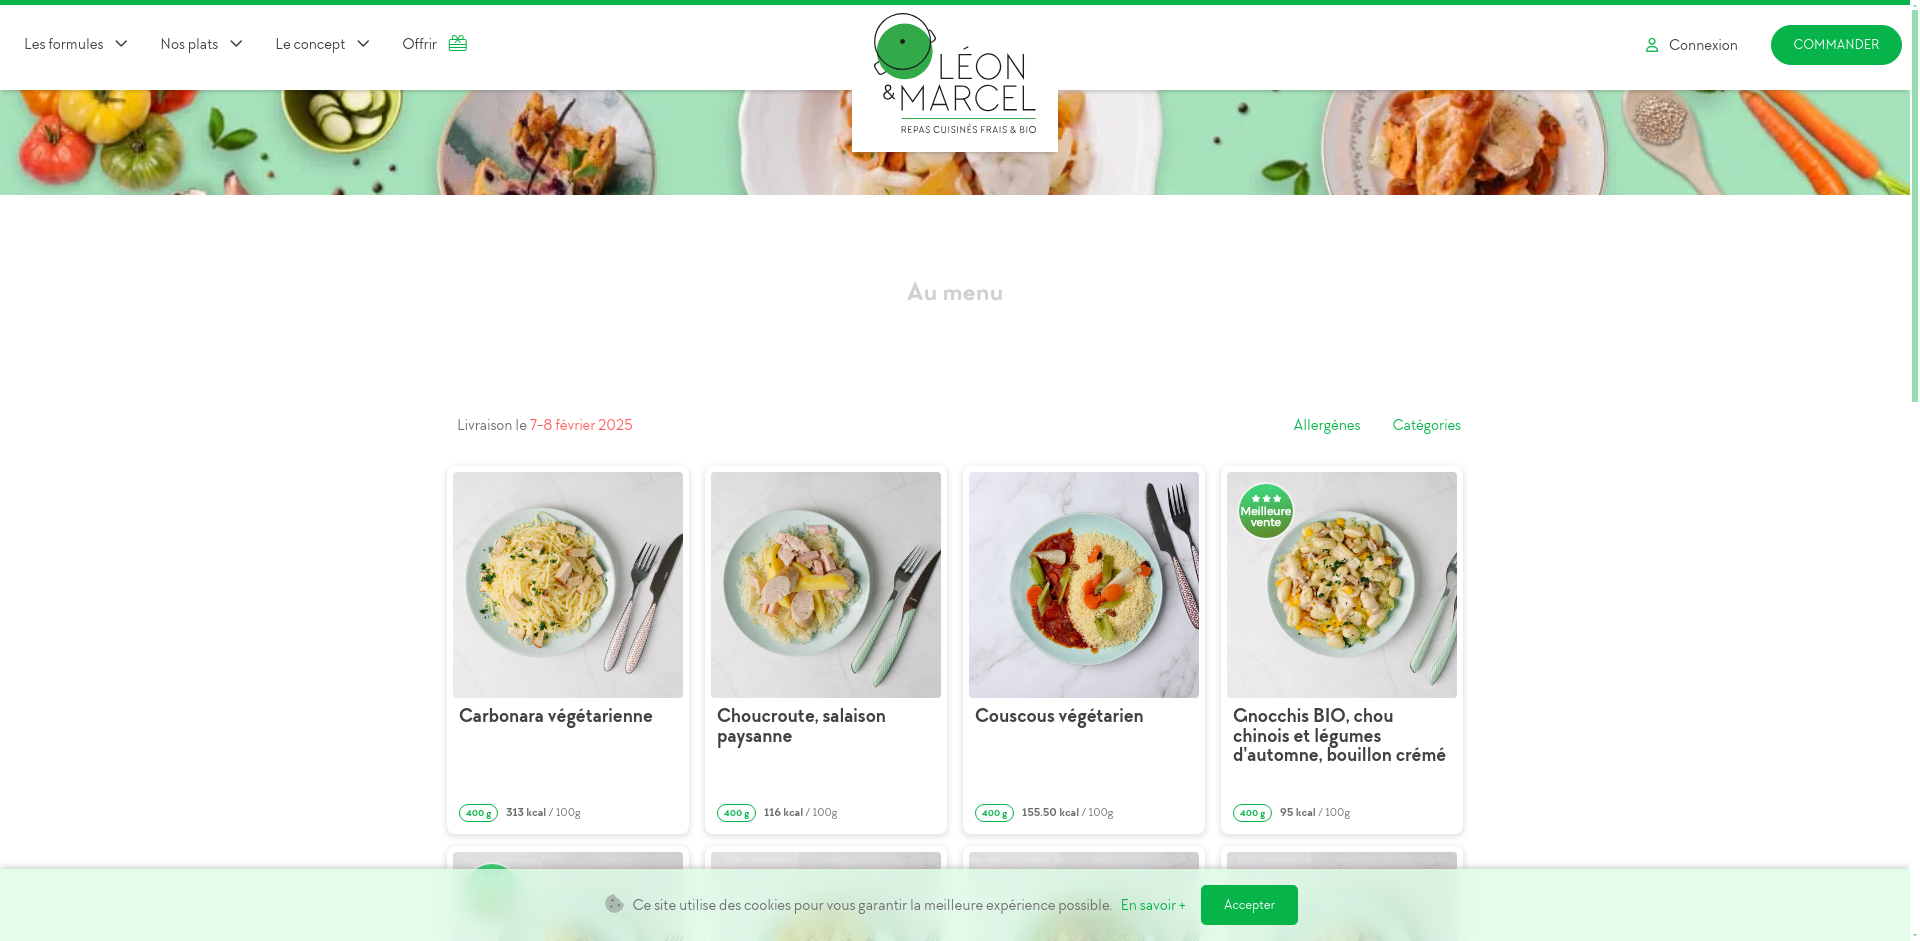 Les formules
Nos plats
Le concept
Offrir
LÉON
&MARCEL
REPAS CUISINÉS FRAIS & BIO
Connexion
COMMANDER
Au menu
Livraison le 7-8 février 2025
Allergènes
Catégories
Carbonara végétarienne
400 g
313 kcal / 100g
Choucroute, salaison
paysanne
400 g
116 kcal / 100g
Couscous végétarien
400 g
155.50 kcal / 100g
Meilleure
vente
Gnocchis BIO, chou
chinois et légumes
d'automne, bouillon crémé
400 g
95 kcal / 100g
Ce site utilise des cookies pour vous garantir la meilleure expérience possible. En savoir +
Accepter